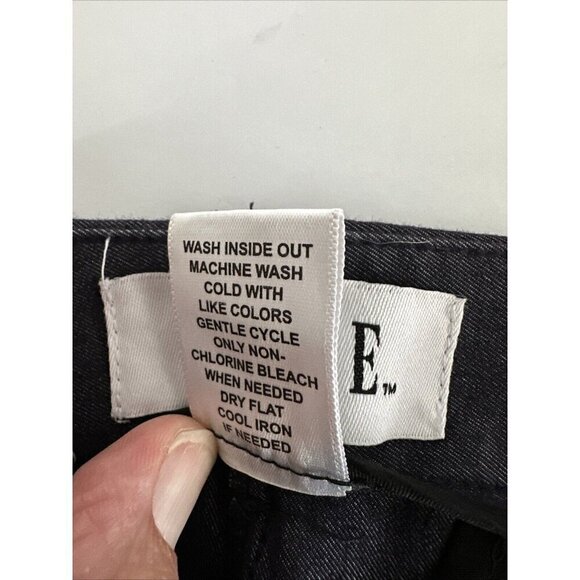 WASH INSIDE OUT
MACHINE WASH
COLD WITH
LIKE COLORS
GENTLE CYCLE
ONLY NON-
CHLORINE BLEACH
WHEN NEEDED
DRY FLAT
COOL IRON
IF NEEDED
E™